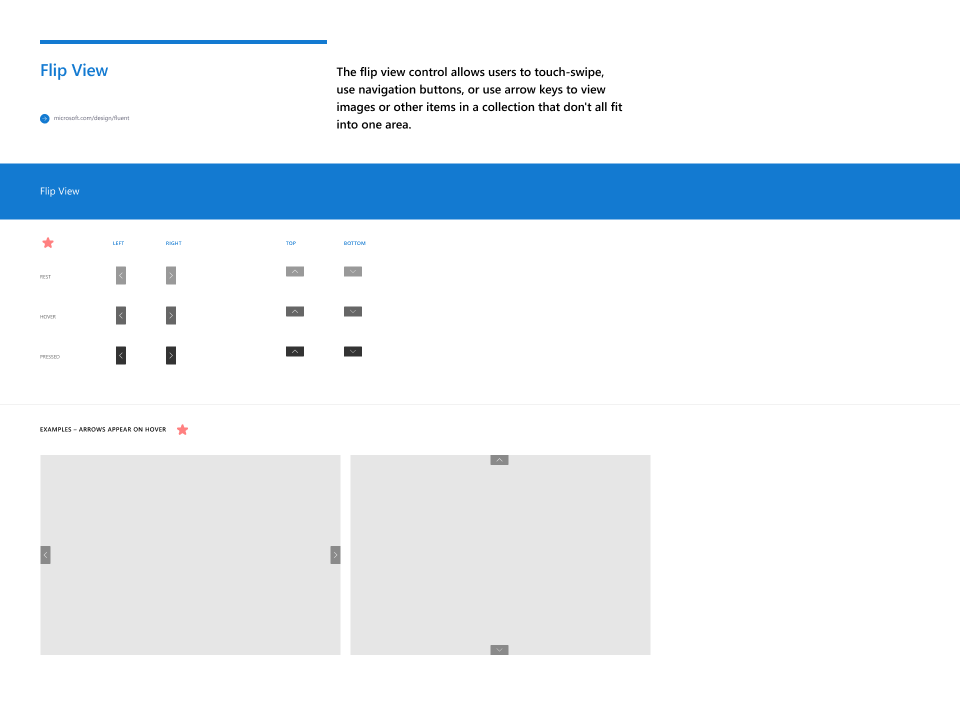 Flip View
microsoft.com/design/fluent
The flip view control allows users to touch-swipe,
use navigation buttons, or use arrow keys to view
images or other items in a collection that don't all fit
into one area.
Flip View
LEFT RIGHT TOP BOTTOM
REST
HOVER
PRESSED
EXAMPLES – ARROWS APPEAR ON HOVER